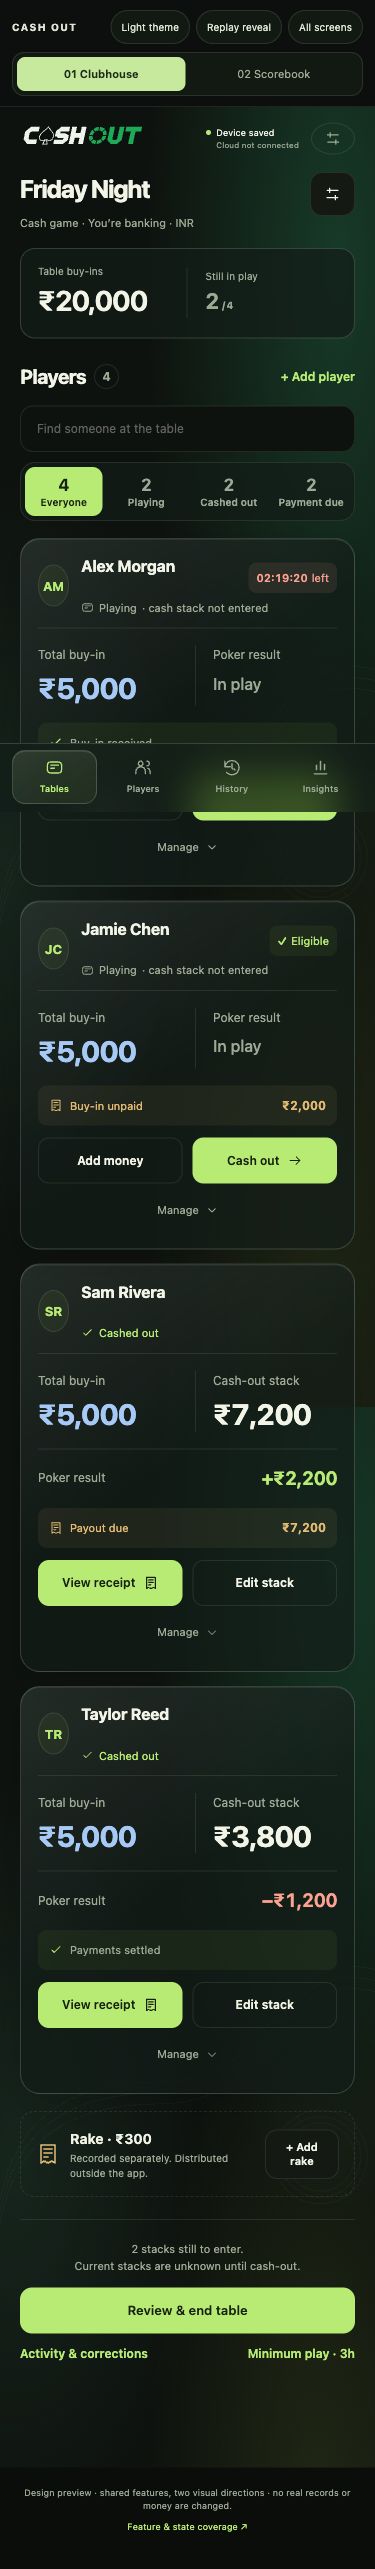 CASH OUT
Light theme
Replay reveal
All screens
01 Clubhouse
02 Scorebook
CASHOUT
Device saved
Cloud not connected
Friday Night
Cash game · You're banking · INR
Table buy-ins
₹20,000
Still in play
2 /4
Players 4
+ Add player
Find someone at the table
4
Everyone
2
Playing
2
Cashed out
2
Payment due
AM
Alex Morgan
02:19:20 left
Playing · cash stack not entered
Total buy-in
₹5,000
Poker result
In play
Buy-in received
Tables
Players
History
Insights
Manage
JC
Jamie Chen
Eligible
Playing · cash stack not entered
Total buy-in
₹5,000
Poker result
In play
Buy-in unpaid
₹2,000
Add money
Cash out →
Manage
SR
Sam Rivera
Cashed out
Total buy-in
₹5,000
Cash-out stack
₹7,200
Poker result
+₹2,200
Payout due
₹7,200
View receipt
Edit stack
Manage
TR
Taylor Reed
Cashed out
Total buy-in
₹5,000
Cash-out stack
₹3,800
Poker result
−₹1,200
Payments settled
View receipt
Edit stack
Manage
Rake · ₹300
Recorded separately. Distributed
outside the app.
+ Add
rake
2 stacks still to enter.
Current stacks are unknown until cash-out.
Review & end table
Activity & corrections
Minimum play · 3h
Design preview · shared features, two visual directions · no real records or
money are changed.
Feature & state coverage ↗